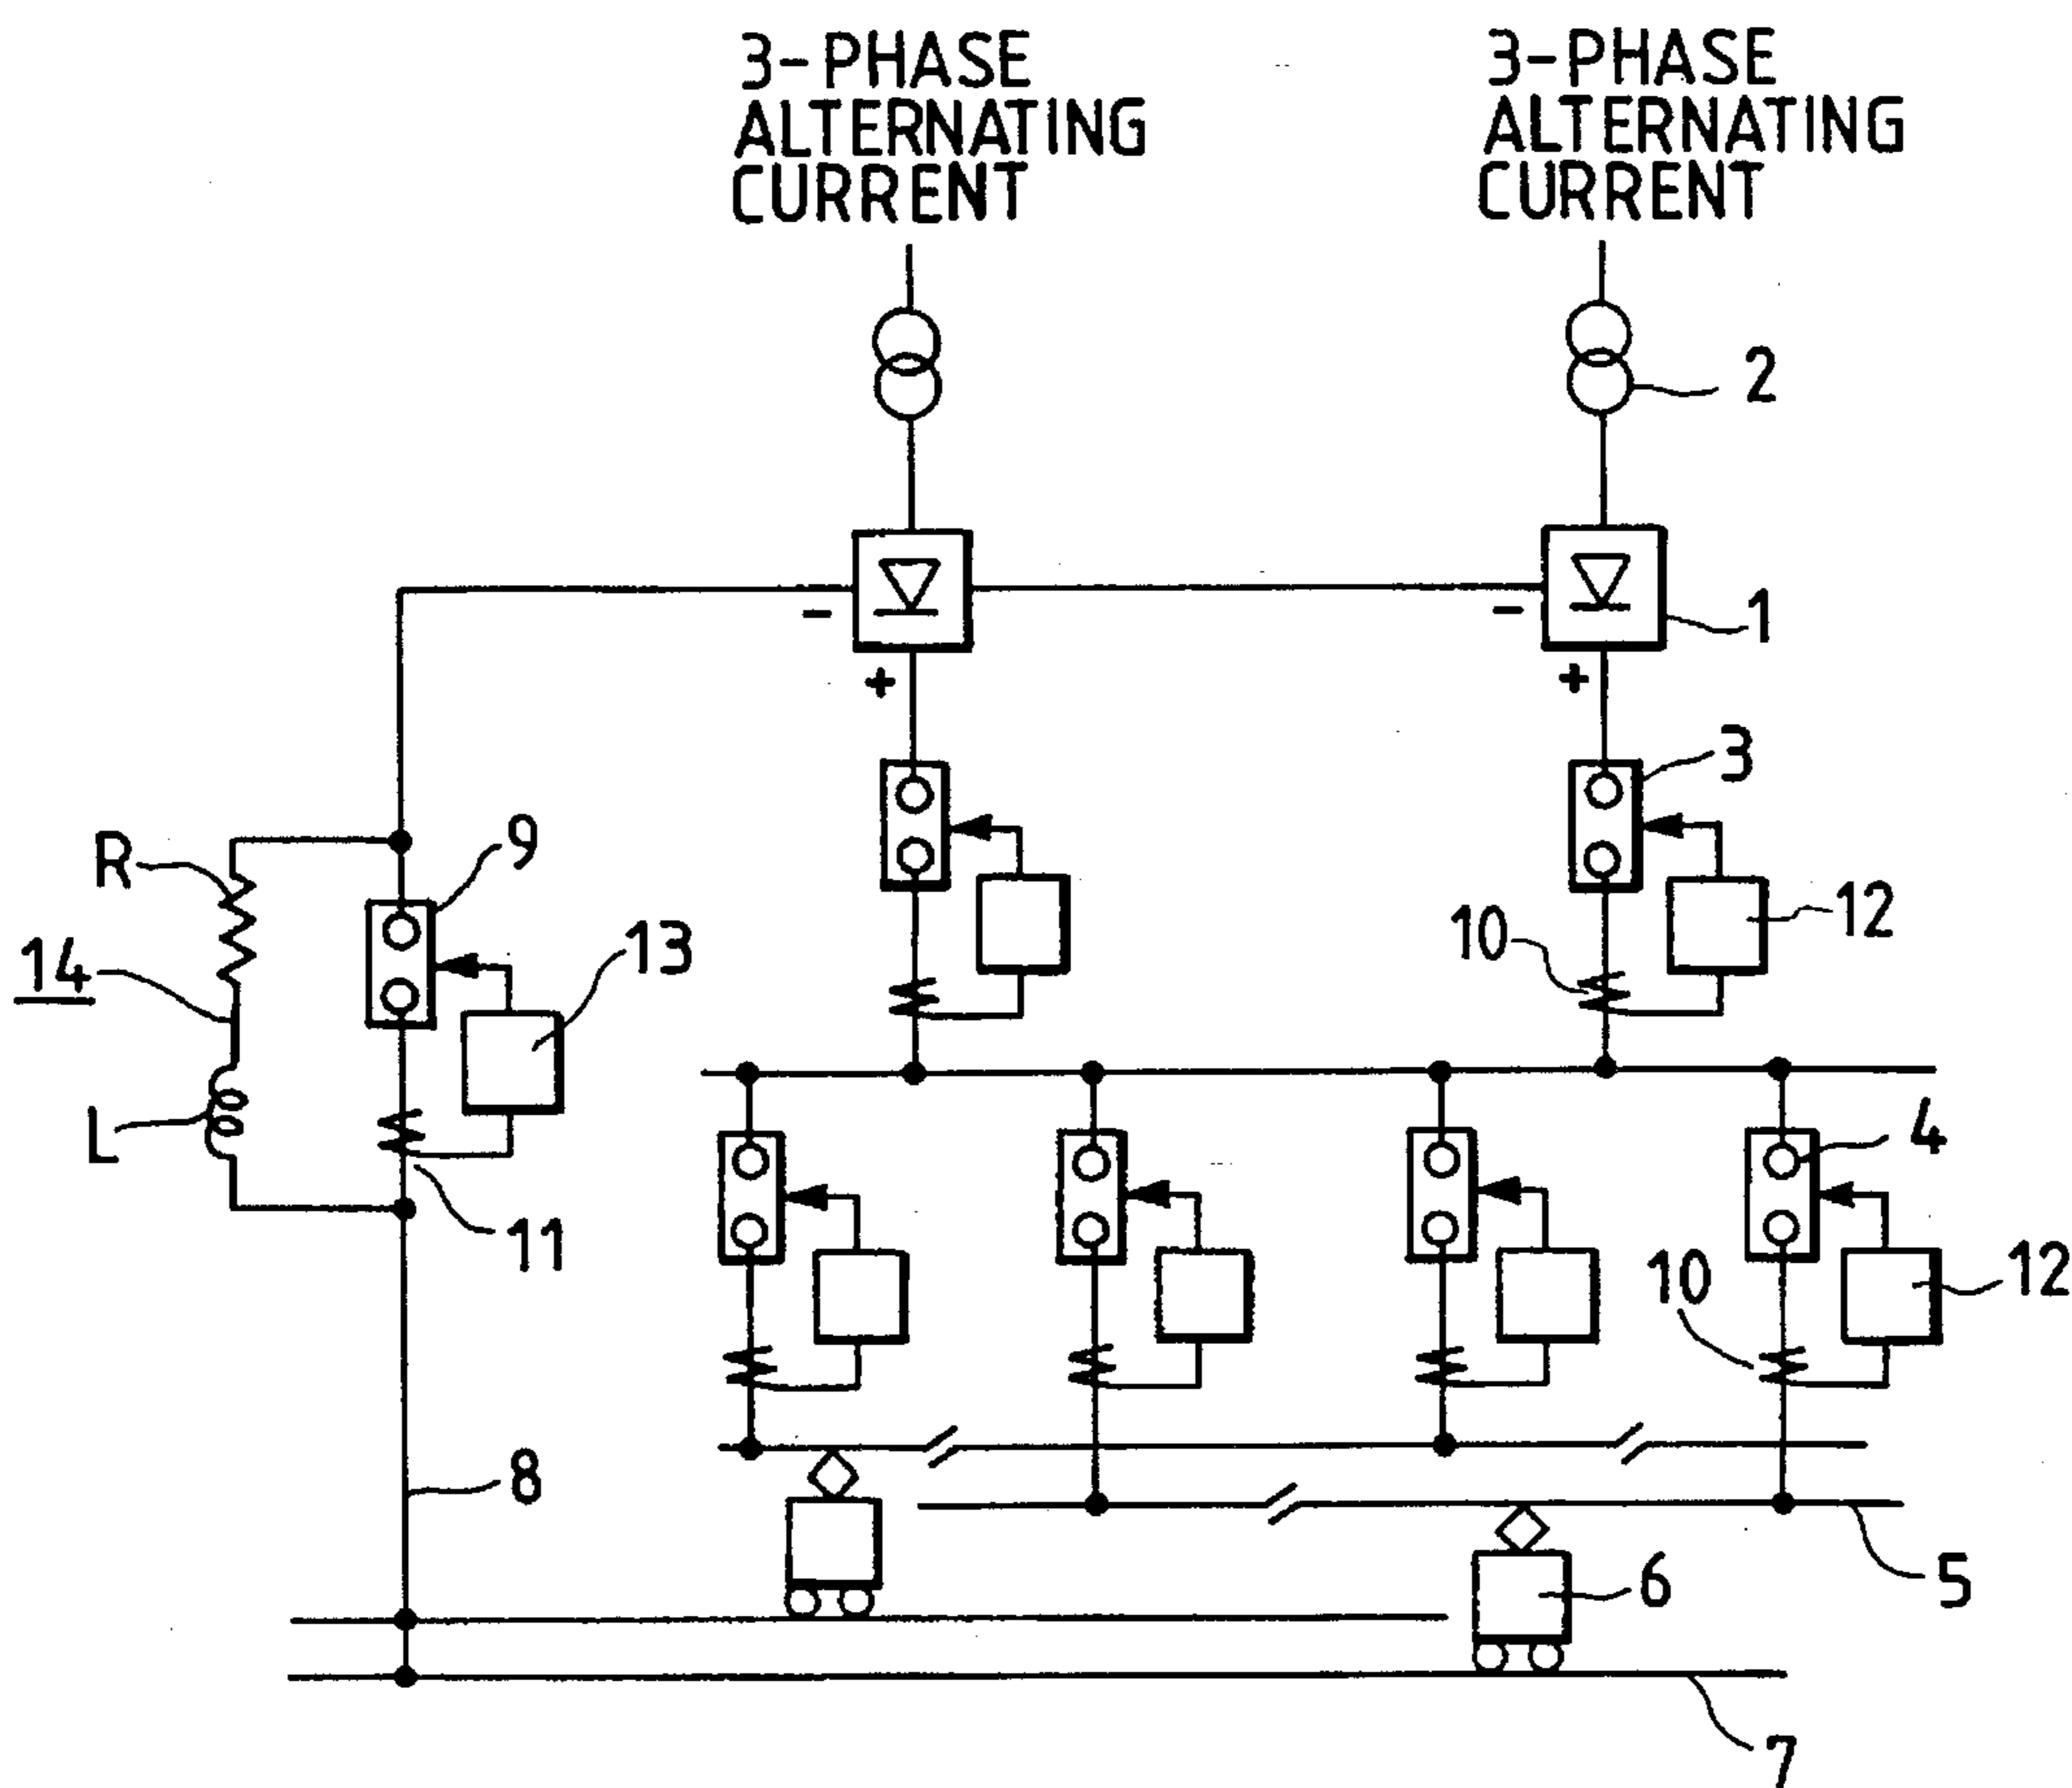 3-PHASE
ALTERNATING
CURRENT
3-PHASE
ALTERNATING
CURRENT
2
-
-
1
+
+
3
R
9
10
12
14
13
L
4
11
10
12
8
6
5
7